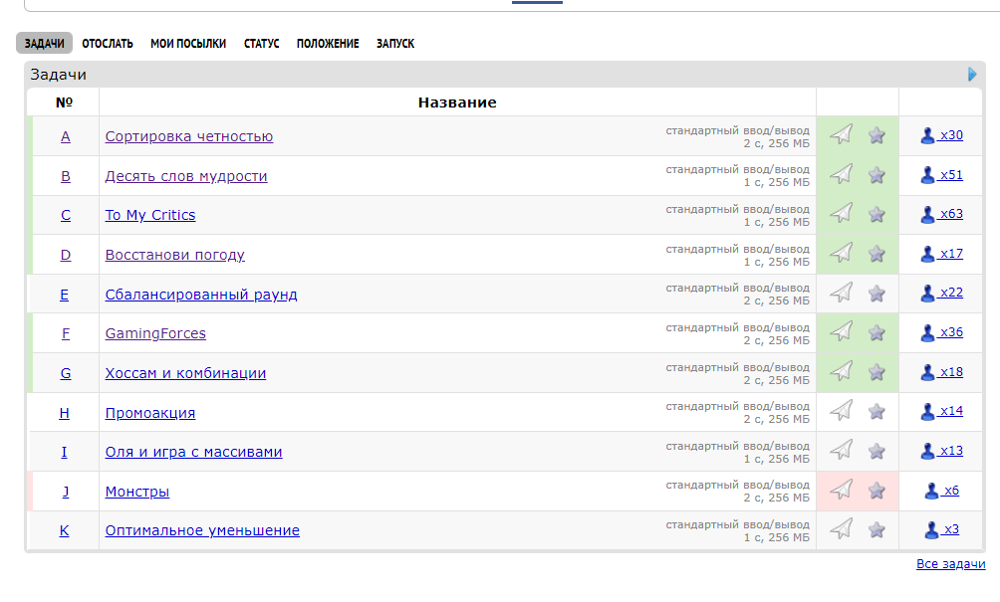 ЗАДАЧИ ОТОСЛАТЬ МОИ ПОСЫЛКИ СТАТУС ПОЛОЖЕНИЕ ЗАПУСК
Задачи
№ Название
A Сортировка четностью стандартный ввод/вывод 2 с, 256 МБ x30
B Десять слов мудрости стандартный ввод/вывод 1 с, 256 МБ x51
C To My Critics стандартный ввод/вывод 1 с, 256 МБ x63
D Восстанови погоду стандартный ввод/вывод 1 с, 256 МБ x17
E Сбалансированный раунд стандартный ввод/вывод 2 с, 256 МБ x22
F GamingForces стандартный ввод/вывод 2 с, 256 МБ x36
G Хоссам и комбинации стандартный ввод/вывод 2 с, 256 МБ x18
H Промоакция стандартный ввод/вывод 2 с, 256 МБ x14
I Оля и игра с массивами стандартный ввод/вывод 1 с, 256 МБ x13
J Монстры стандартный ввод/вывод 2 с, 256 МБ x6
K Оптимальное уменьшение стандартный ввод/вывод 1 с, 256 МБ x3
Все задачи